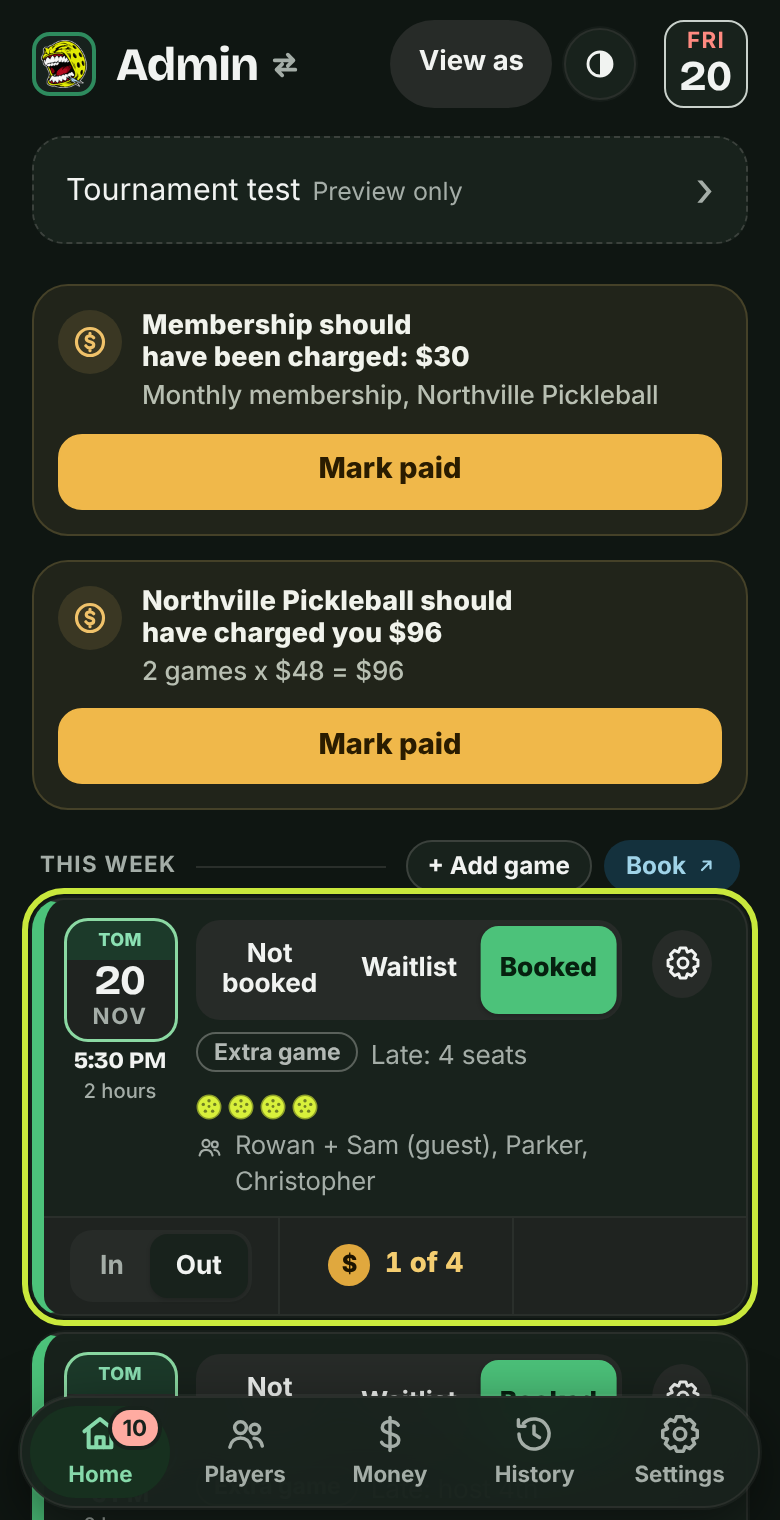 Admin
View as
FRI
20
Tournament test Preview only
Membership should
have been charged: $30
Monthly membership, Northville Pickleball
Mark paid
Northville Pickleball should
have charged you $96
2 games x $48 = $96
Mark paid
THIS WEEK
+ Add game
Book
TOM
20
NOV
5:30 PM
2 hours
Not
booked
Waitlist
Booked
Extra game
Late: 4 seats
Rowan + Sam (guest), Parker,
Christopher
In
Out
$ 1 of 4
TOM
Not
Waitlist
Booked
10
Home
Players
Money
History
Settings